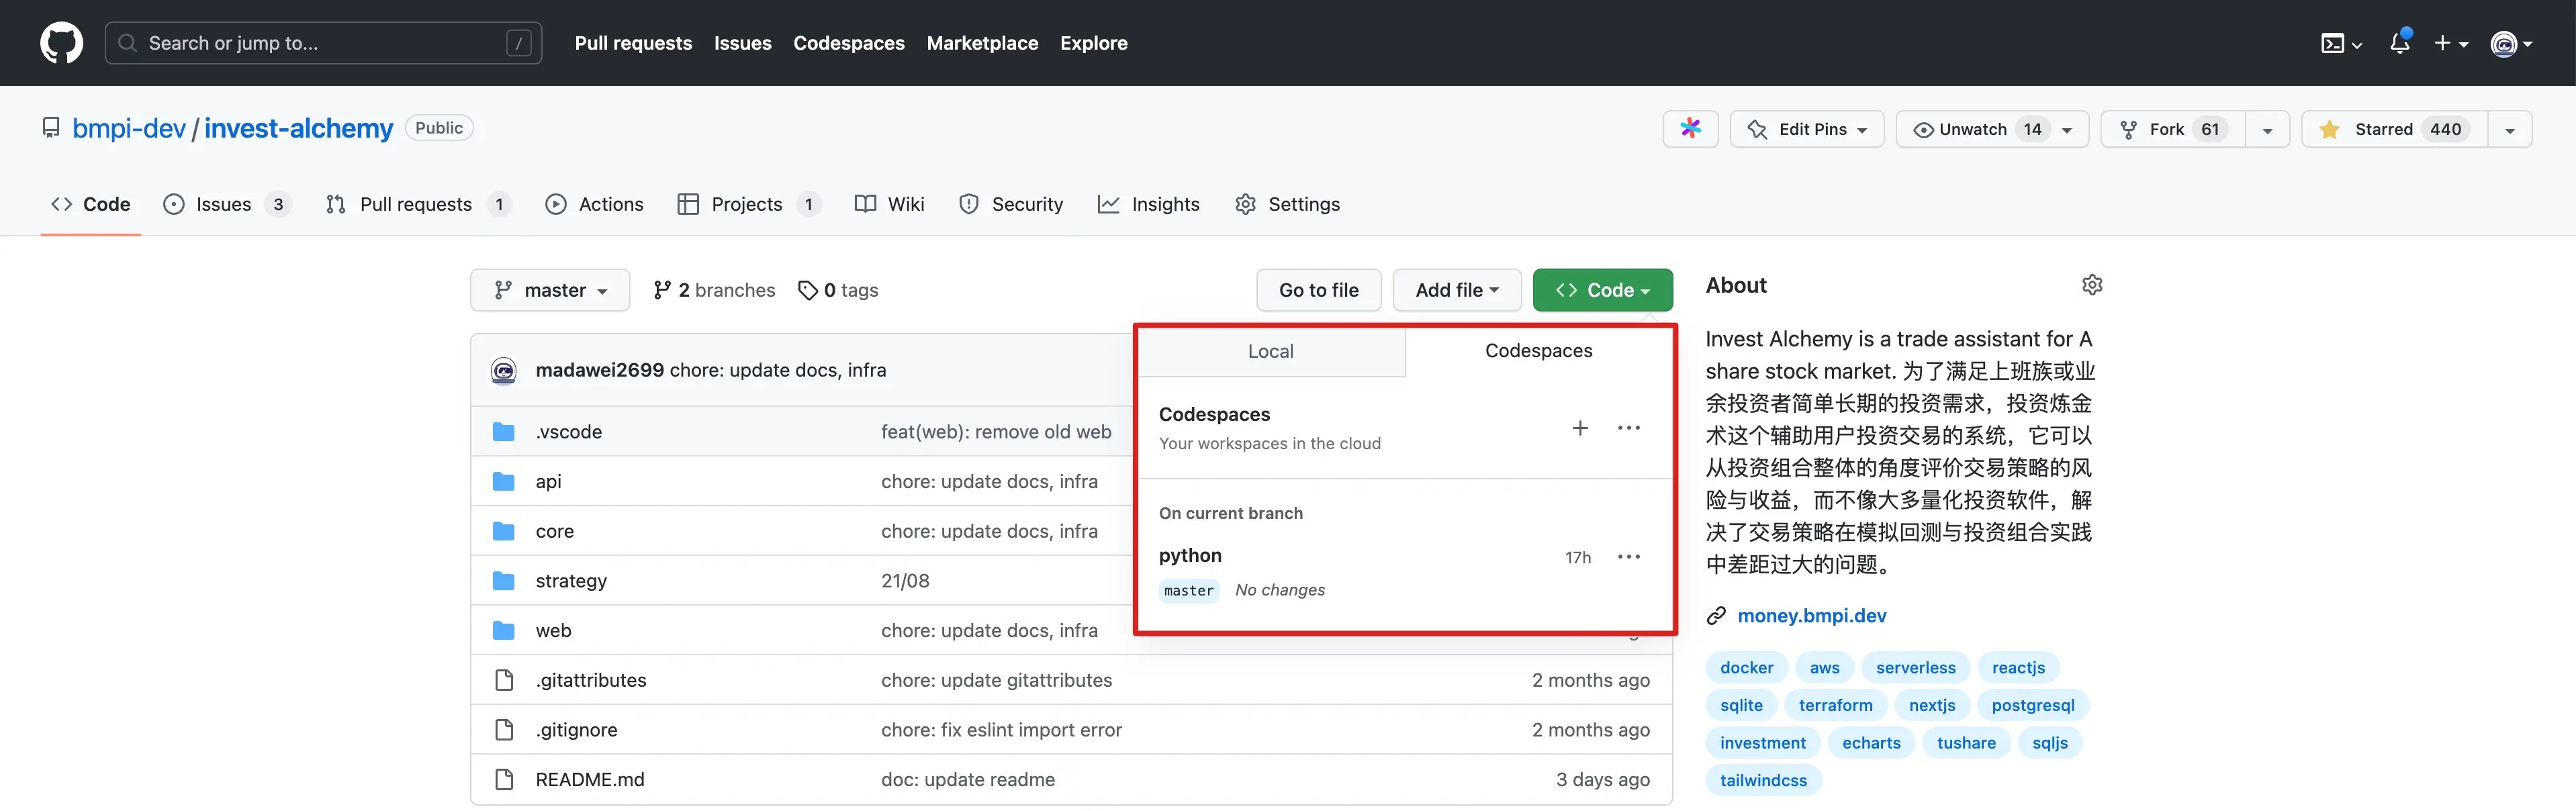 Search or jump to... / Pull requests Issues Codespaces Marketplace Explore
bmpi-dev / invest-alchemy Public Edit Pins Unwatch 14 Fork 61 Starred 440
Code Issues 3 Pull requests 1 Actions Projects 1 Wiki Security Insights Settings
master 2 branches 0 tags Go to file Add file Code
madawei2699 chore: update docs, infra
.vscode feat(web): remove old web
api chore: update docs, infra
core chore: update docs, infra
strategy 21/08
web chore: update docs, infra
.gitattributes chore: update gitattributes 2 months ago
.gitignore chore: fix eslint import error 2 months ago
README.md doc: update readme 3 days ago
Local Codespaces
Codespaces
Your workspaces in the cloud
On current branch
python 17h
master No changes
About
Invest Alchemy is a trade assistant for A
share stock market. 为了满足上班族或业
余投资者简单长期的投资需求，投资炼金
术这个辅助用户投资交易的系统，它可以
从投资组合整体的角度评价交易策略的风
险与收益，而不像大多量化投资软件，解
决了交易策略在模拟回测与投资组合实践
中差距过大的问题。
money.bmpi.dev
docker aws serverless reactjs
sqlite terraform nextjs postgresql
investment echarts tushare sqljs
tailwindcss